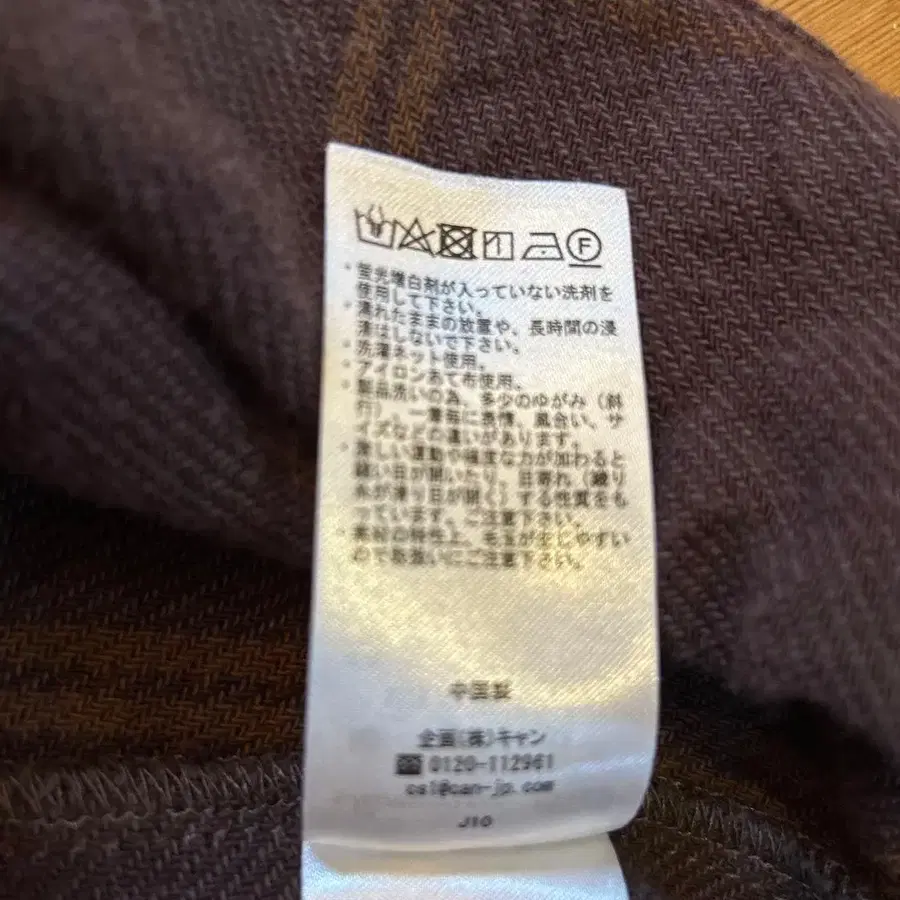 F
・蛍光増白剤が入っていない洗剤を
使用して下さい。
・濡れたままの放置や、長時間の浸
漬はしないで下さい。
・洗濯ネット使用。
・アイロンあて布使用。
・製品洗いの為、多少のゆがみ（斜
行）、一着毎に表情、風合い、サ
イズなどの違いがあります。
・激しい運動や極度な力が加わると
縫い目が開いたり、目寄れ（織り
糸が滑り目が開く）する性質をも
っています。ご注意下さい。
・素材の特性上、毛玉が生じやすい
ので取扱いにご注意下さい。
中国製
企画(株)キャン
☎ 0120-112961
cs1@can-jp.com
J10